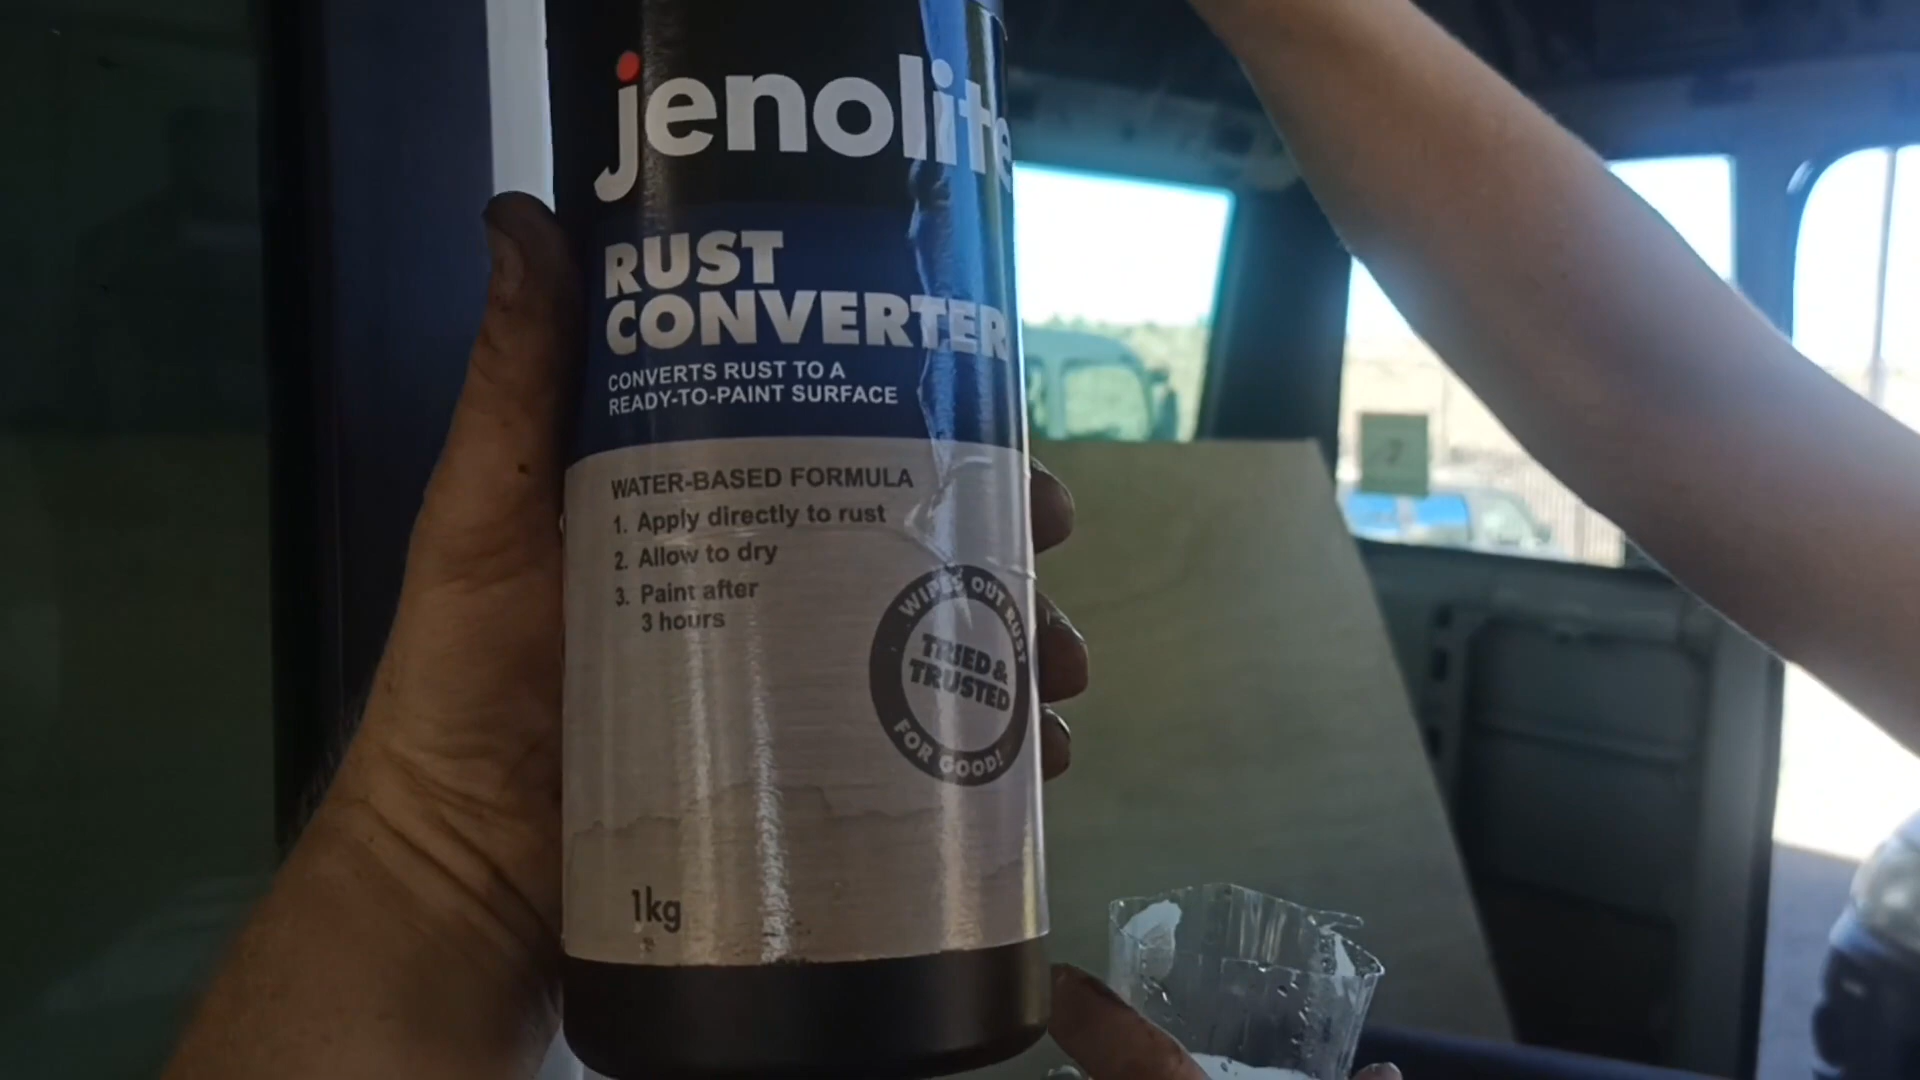 jenolite
RUST
CONVERTER
CONVERTS RUST TO A
READY-TO-PAINT SURFACE
WATER-BASED FORMULA
1. Apply directly to rust
2. Allow to dry
3. Paint after
3 hours
WIPES OUT RUST
TRIED &
TRUSTED
FOR GOOD!
1kg